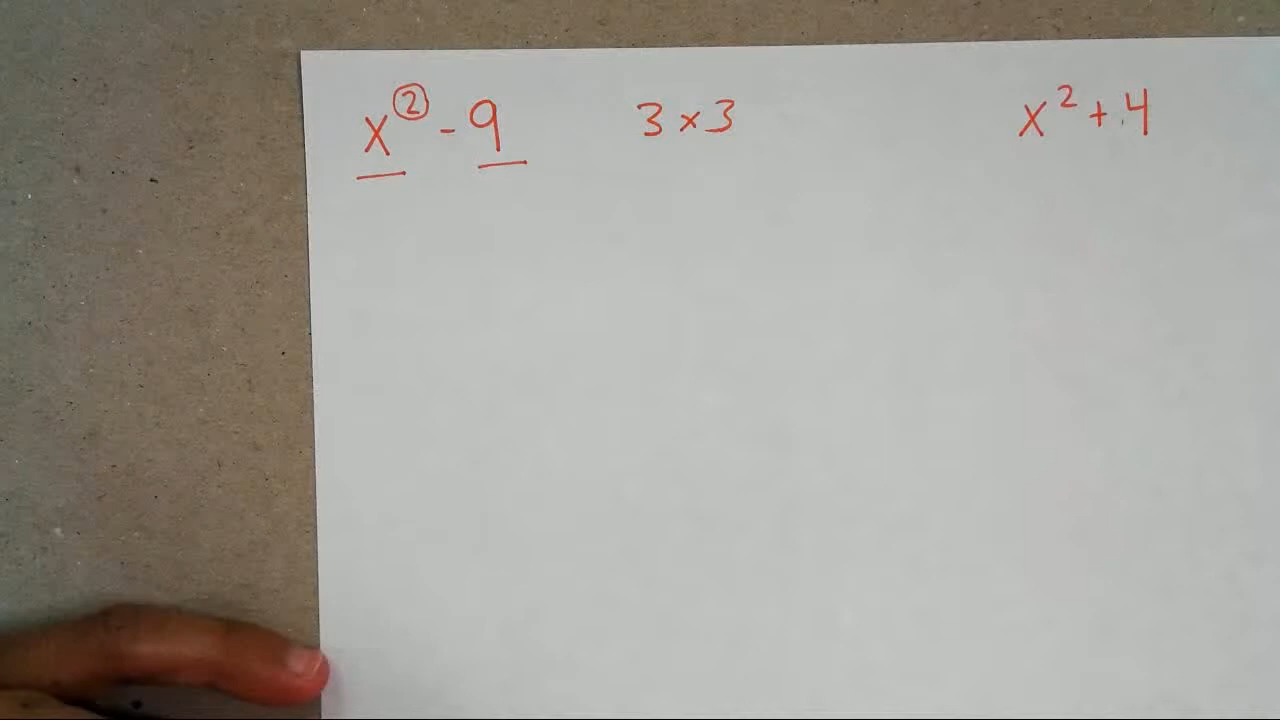 x² - 9 3 × 3 x² + 4